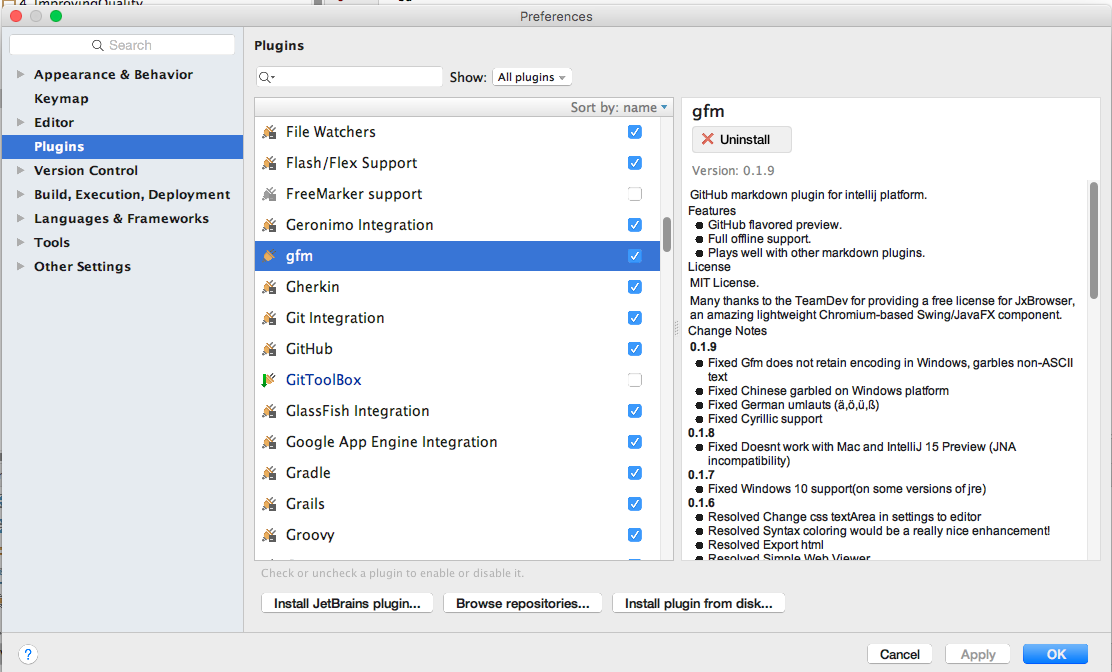 4. ImprovingQuality
Preferences
Search
Appearance & Behavior
Keymap
Editor
Plugins
Version Control
Build, Execution, Deployment
Languages & Frameworks
Tools
Other Settings
Plugins
Show: All plugins
Sort by: name
File Watchers
Flash/Flex Support
FreeMarker support
Geronimo Integration
gfm
Gherkin
Git Integration
GitHub
GitToolBox
GlassFish Integration
Google App Engine Integration
Gradle
Grails
Groovy
Check or uncheck a plugin to enable or disable it.
Install JetBrains plugin...
Browse repositories...
Install plugin from disk...
gfm
Uninstall
Version: 0.1.9
GitHub markdown plugin for intellij platform.
Features
GitHub flavored preview.
Full offline support.
Plays well with other markdown plugins.
License
MIT License.
Many thanks to the TeamDev for providing a free license for JxBrowser,
an amazing lightweight Chromium-based Swing/JavaFX component.
Change Notes
0.1.9
Fixed Gfm does not retain encoding in Windows, garbles non-ASCII
text
Fixed Chinese garbled on Windows platform
Fixed German umlauts (ä,ö,ü,ß)
Fixed Cyrillic support
0.1.8
Fixed Doesnt work with Mac and IntelliJ 15 Preview (JNA
incompatibility)
0.1.7
Fixed Windows 10 support(on some versions of jre)
0.1.6
Resolved Change css textArea in settings to editor
Resolved Syntax coloring would be a really nice enhancement!
Resolved Export html
Resolved Simple Web Viewer
?
Cancel
Apply
OK